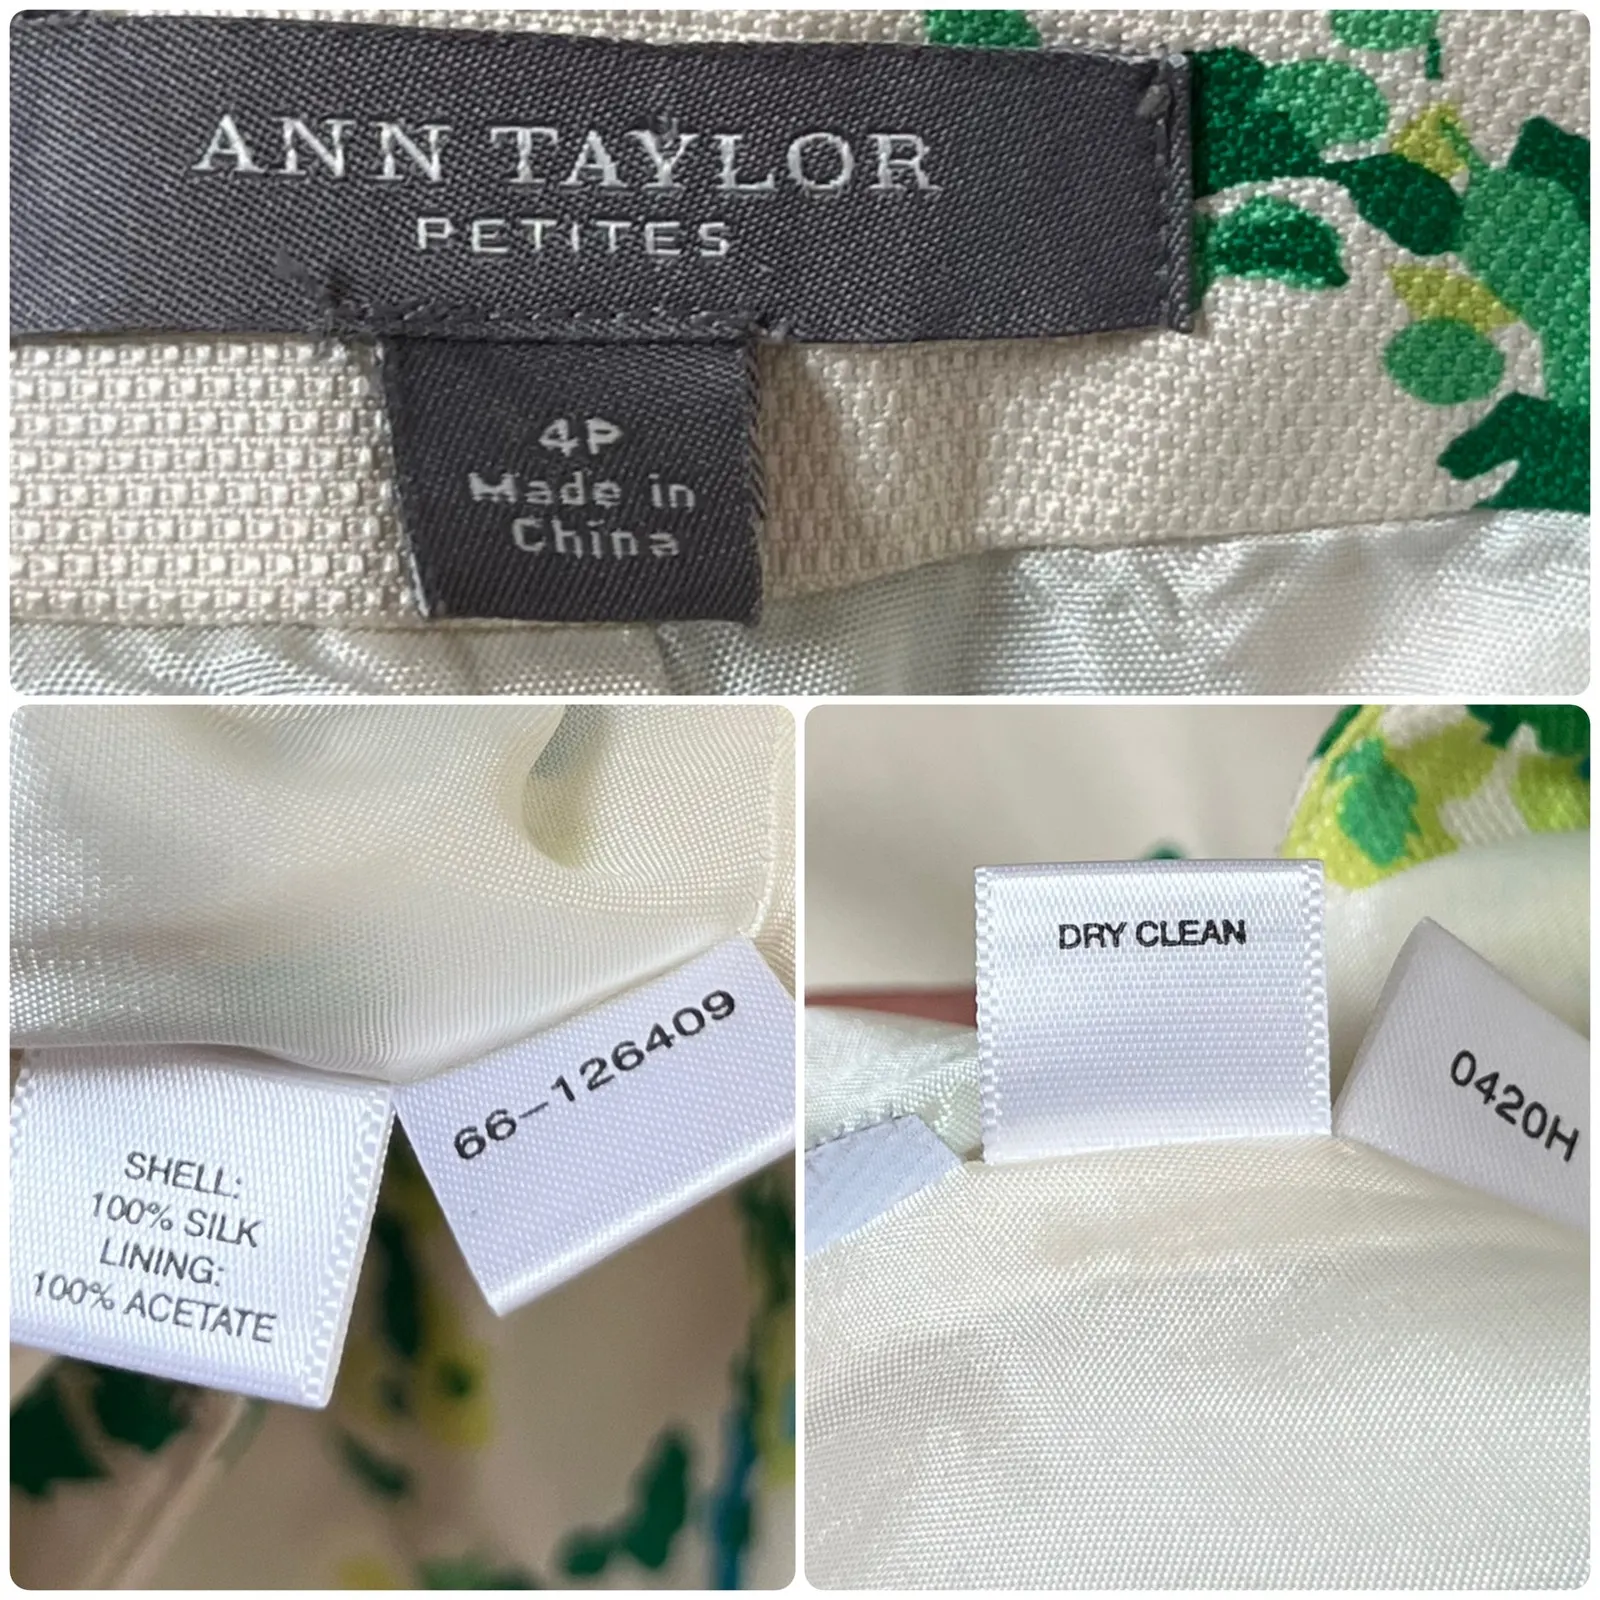 ANN TAYLOR
PETITES
4P
Made in
China
SHELL:
100% SILK
LINING:
100% ACETATE
66-126409
DRY CLEAN
0420H